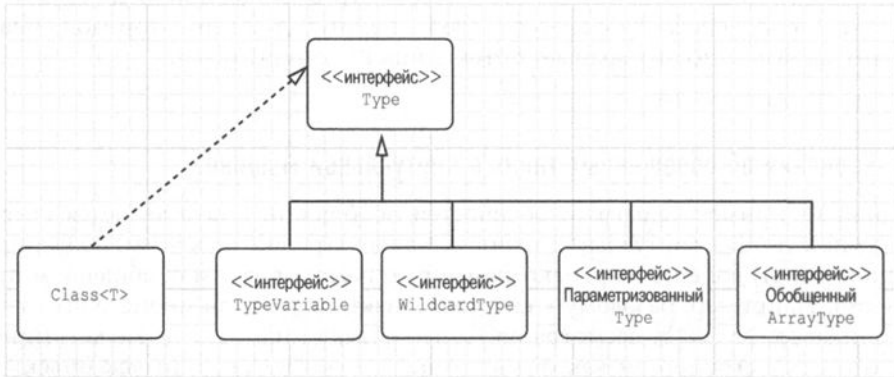 <<интерфейс>>
Type
Class<T>
<<интерфейс>>
TypeVariable
<<интерфейс>>
WildcardType
<<интерфейс>>
Параметризованный
Type
<<интерфейс>>
Обобщенный
ArrayType